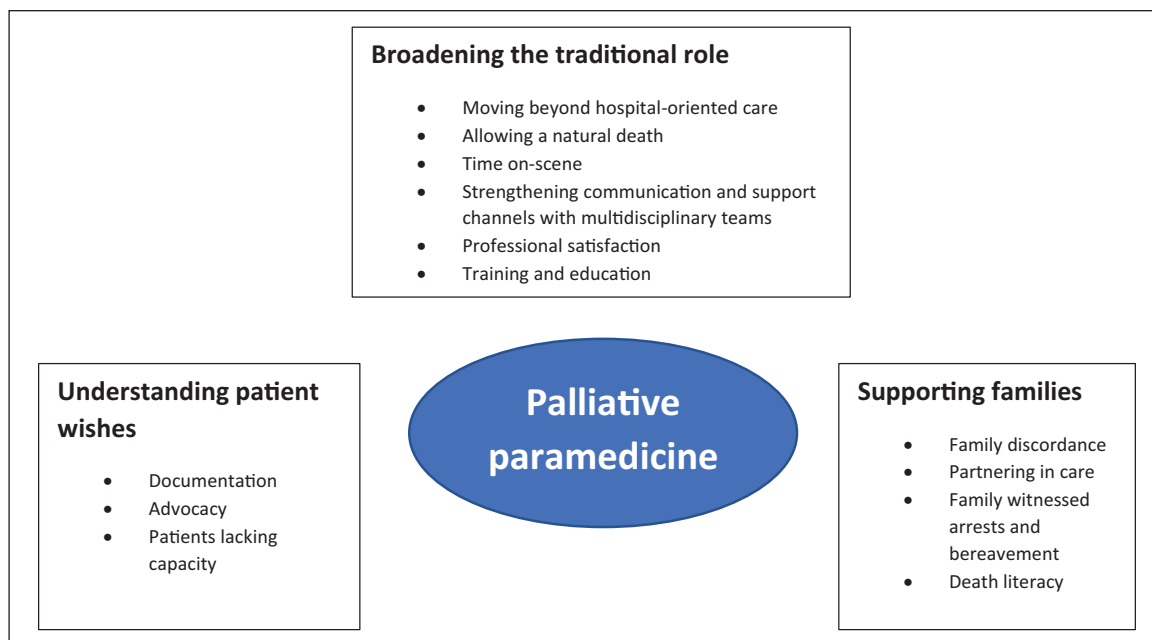 Broadening the traditional role
• Moving beyond hospital-oriented care
• Allowing a natural death
• Time on-scene
• Strengthening communication and support
channels with multidisciplinary teams
• Professional satisfaction
• Training and education
Understanding patient
wishes
• Documentation
• Advocacy
• Patients lacking
capacity
Palliative
paramedicine
Supporting families
• Family discordance
• Partnering in care
• Family witnessed
arrests and
bereavement
• Death literacy